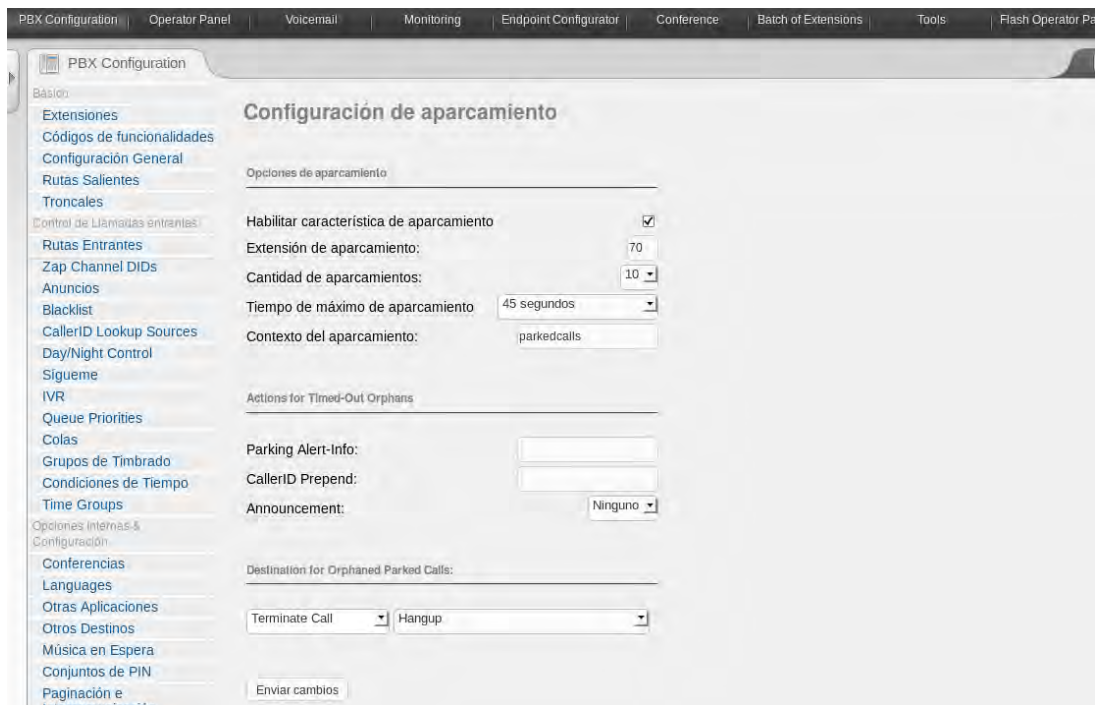 PBX Configuration Operator Panel Voicemail Monitoring Endpoint Configurator Conference Batch of Extensions Tools Flash Operator Pa
PBX Configuration
Básico
Extensiones
Códigos de funcionalidades
Configuración General
Rutas Salientes
Troncales
Control de Llamadas entrantes
Rutas Entrantes
Zap Channel DIDs
Anuncios
Blacklist
CallerID Lookup Sources
Day/Night Control
Sígueme
IVR
Queue Priorities
Colas
Grupos de Timbrado
Condiciones de Tiempo
Time Groups
Opciones internas &
Configuración
Conferencias
Languages
Otras Aplicaciones
Otros Destinos
Música en Espera
Conjuntos de PIN
Paginación e
Configuración de aparcamiento
Opciones de aparcamiento
Habilitar característica de aparcamiento
Extensión de aparcamiento: 70
Cantidad de aparcamientos: 10
Tiempo de máximo de aparcamiento 45 segundos
Contexto del aparcamiento: parkedcalls
Actions for Timed-Out Orphans
Parking Alert-Info:
CallerID Prepend:
Announcement: Ninguno
Destination for Orphaned Parked Calls:
Terminate Call Hangup
Enviar cambios